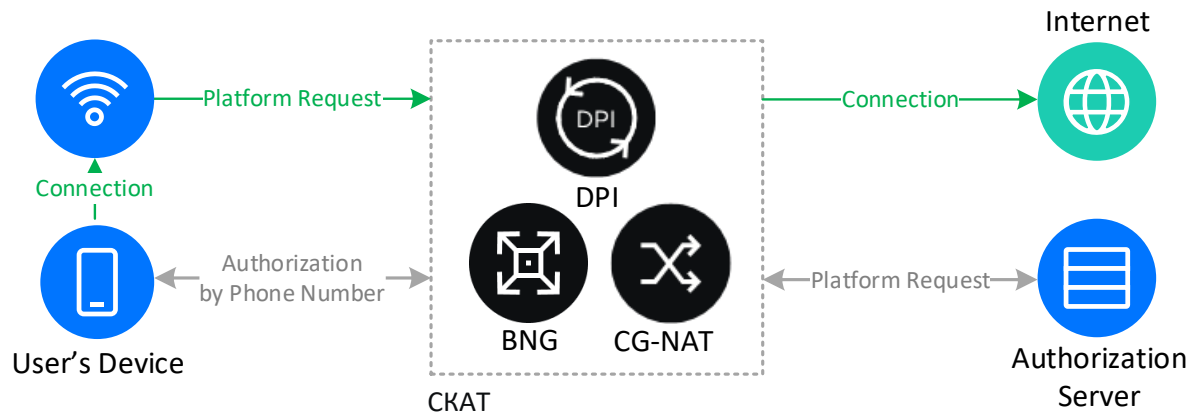 Internet
Platform Request
Connection
DPI
DPI
Connection
Authorization
by Phone Number
Platform Request
BNG
CG-NAT
User’s Device
Authorization
Server
СКАТ